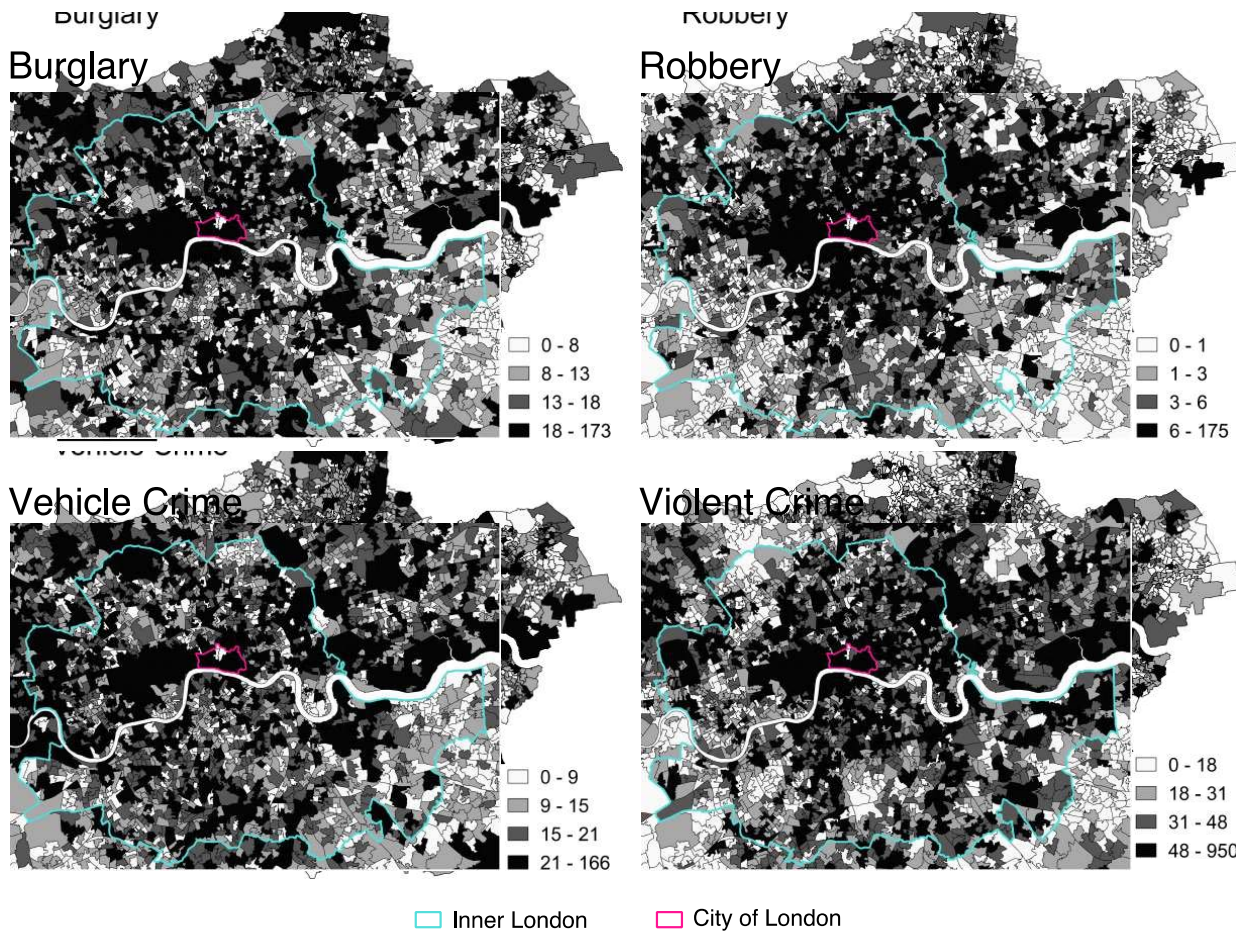 Burglary
Robbery
Burglary
Robbery
0 - 8
8 - 13
13 - 18
18 - 173
0 - 1
1 - 3
3 - 6
6 - 175
Vehicle Crime
Vehicle Crime
Violent Crime
0 - 9
9 - 15
15 - 21
21 - 166
0 - 18
18 - 31
31 - 48
48 - 950
Inner London
City of London